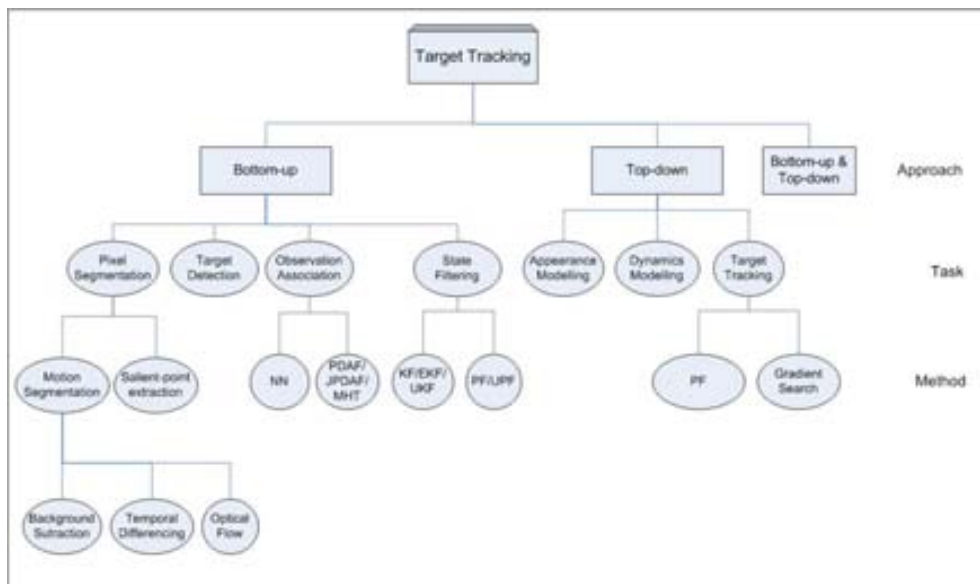 Target Tracking
Bottom-up
Top-down
Bottom-up &
Top-down
Approach
Pixel
Segmentation
Target
Detection
Observation
Association
State
Filtering
Appearance
Modelling
Dynamics
Modelling
Target
Tracking
Task
Motion
Segmentation
Salient-point
extraction
NN
PDAF/
JPDAF/
MHT
KF/EKF/
UKF
PF/UPF
PF
Gradient
Search
Method
Background
Sutraction
Temporal
Differencing
Optical
Flow